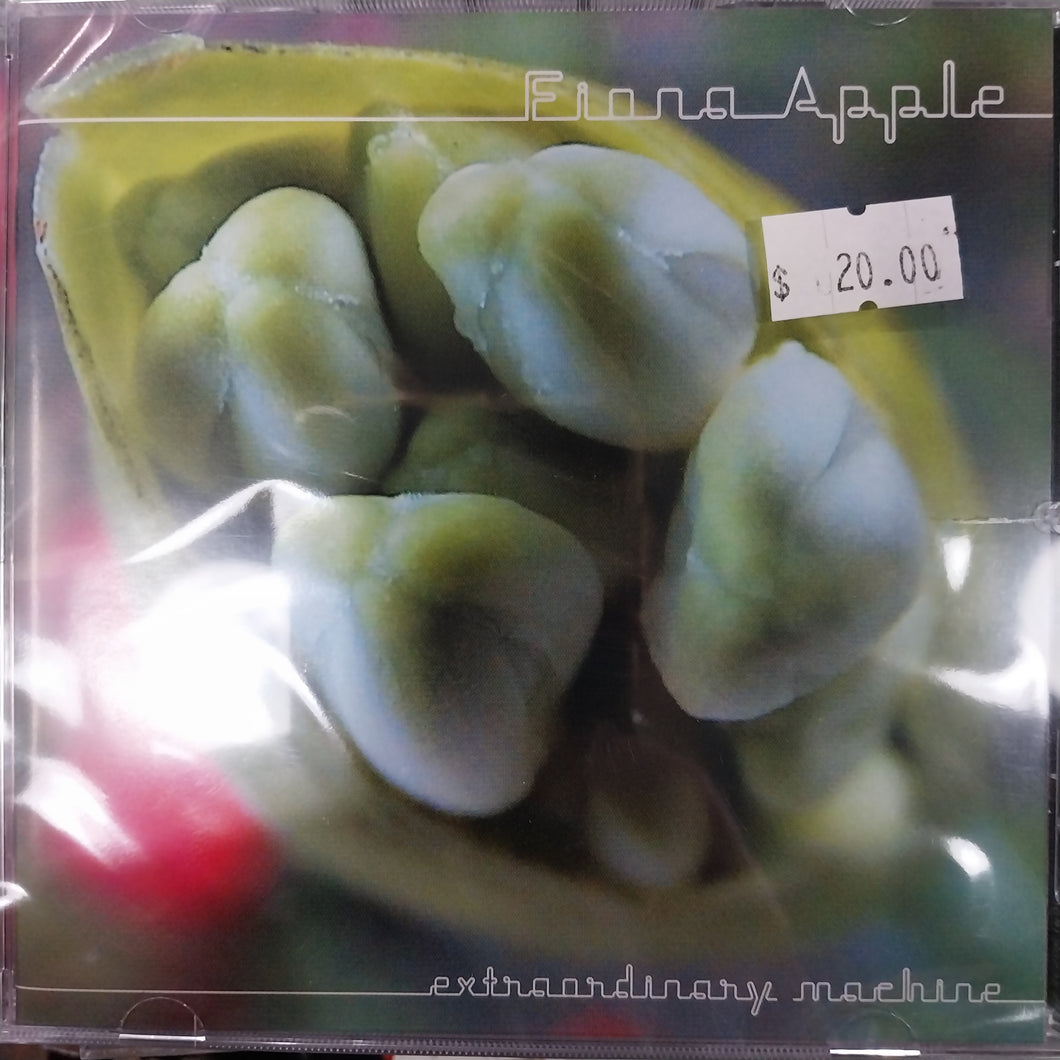 Fiona Apple
$ 20.00
extraordinary machine